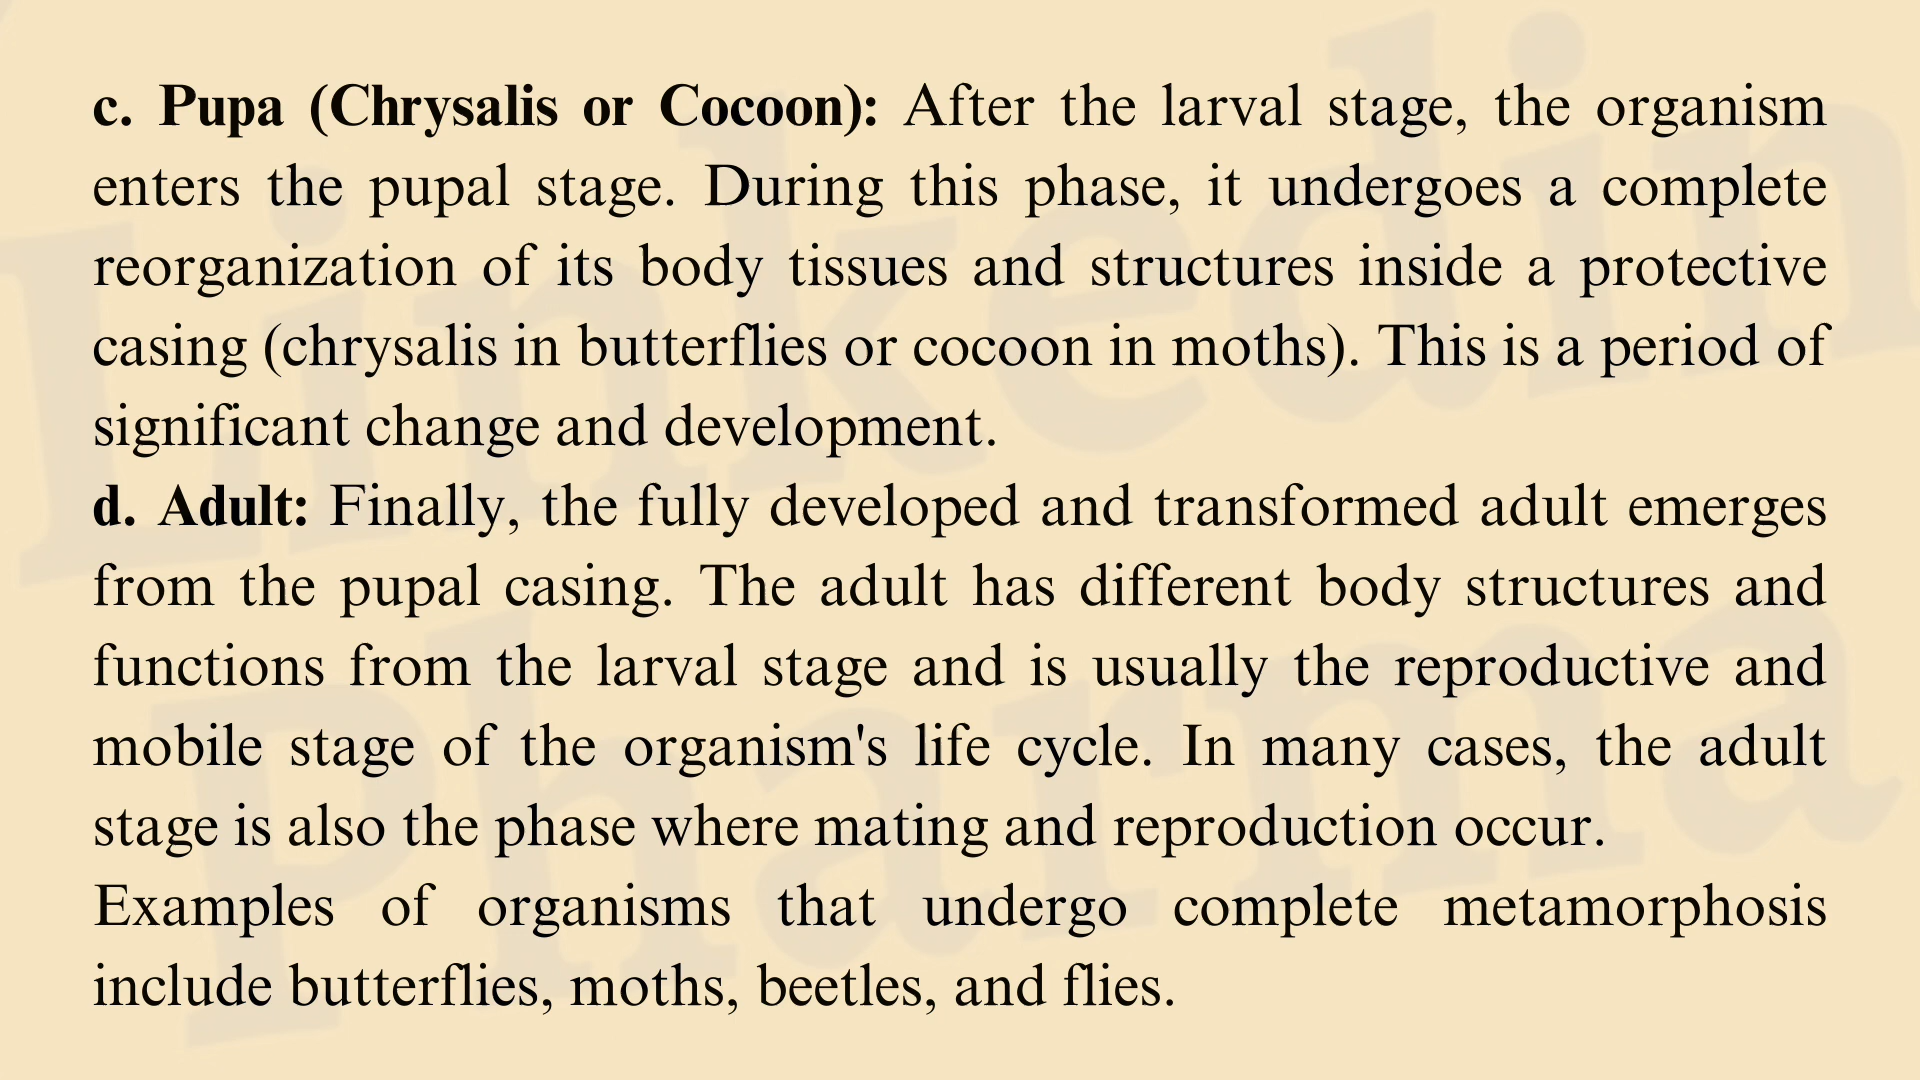 c. Pupa (Chrysalis or Cocoon): After the larval stage, the organism
enters the pupal stage. During this phase, it undergoes a complete
reorganization of its body tissues and structures inside a protective
casing (chrysalis in butterflies or cocoon in moths). This is a period of
significant change and development.
d. Adult: Finally, the fully developed and transformed adult emerges
from the pupal casing. The adult has different body structures and
functions from the larval stage and is usually the reproductive and
mobile stage of the organism's life cycle. In many cases, the adult
stage is also the phase where mating and reproduction occur.
Examples of organisms that undergo complete metamorphosis
include butterflies, moths, beetles, and flies.
Linkedin
Pharma